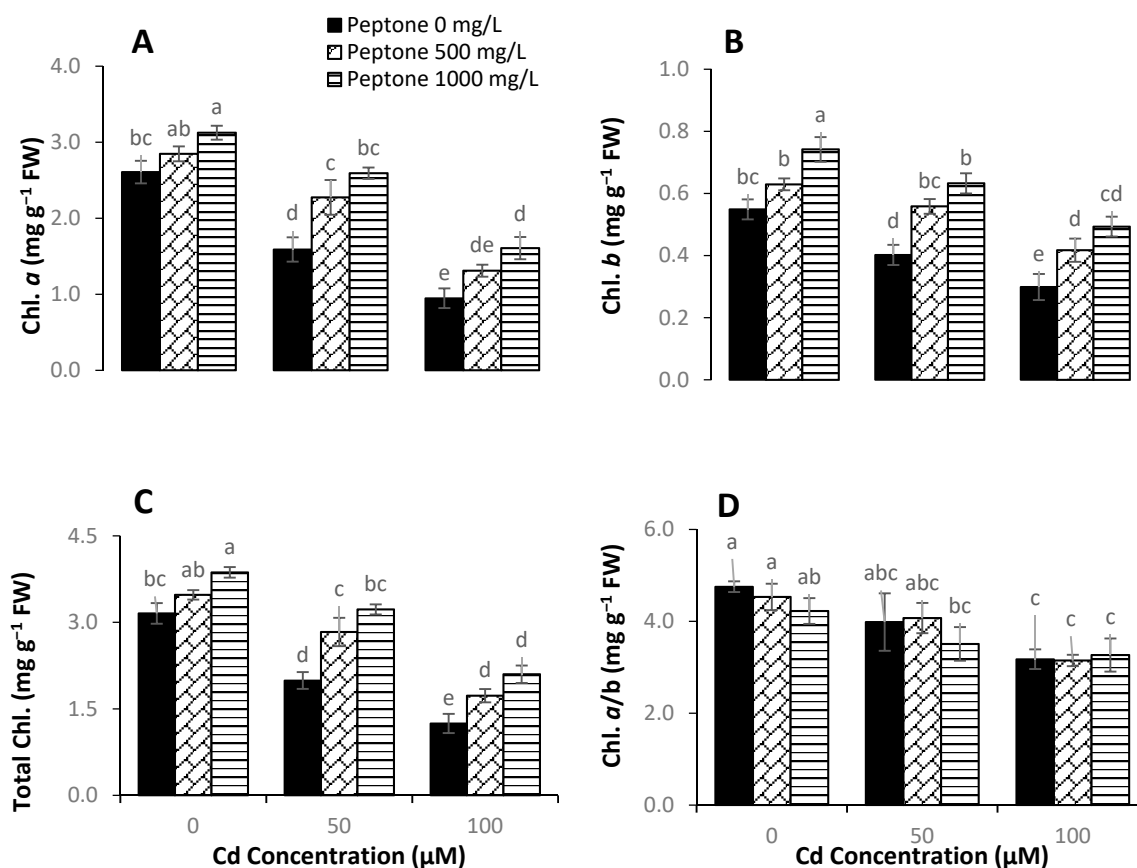 A
Peptone 0 mg/L
Peptone 500 mg/L
Peptone 1000 mg/L
4.0
3.0
2.0
1.0
0.0
Chl. a (mg g⁻¹ FW)
bc ab a
d c bc
e de d
B
1.0
0.8
0.6
0.4
0.2
0.0
Chl. b (mg g⁻¹ FW)
bc b a
d bc b
e d cd
C
4.5
3.0
1.5
0.0
Total Chl. (mg g⁻¹ FW)
bc ab a
d c bc
e d d
0 50 100
Cd Concentration (µM)
D
6.0
4.0
2.0
0.0
Chl. a/b (mg g⁻¹ FW)
a a ab
abc abc bc
c c c
0 50 100
Cd Concentration (µM)